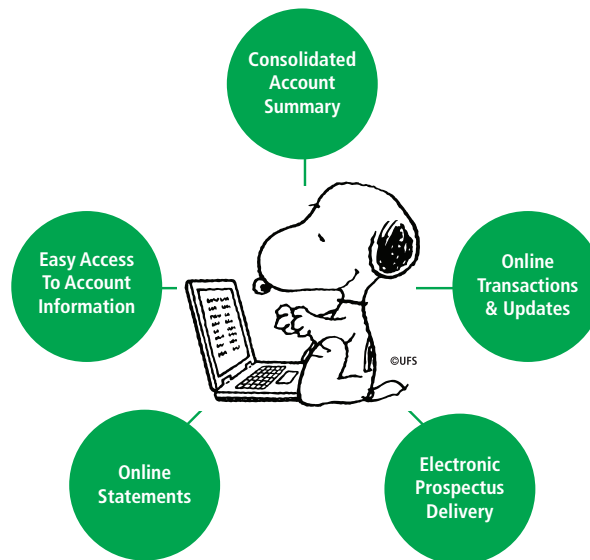 Consolidated
Account
Summary
Easy Access
To Account
Information
Online
Transactions
& Updates
©UFS
Online
Statements
Electronic
Prospectus
Delivery